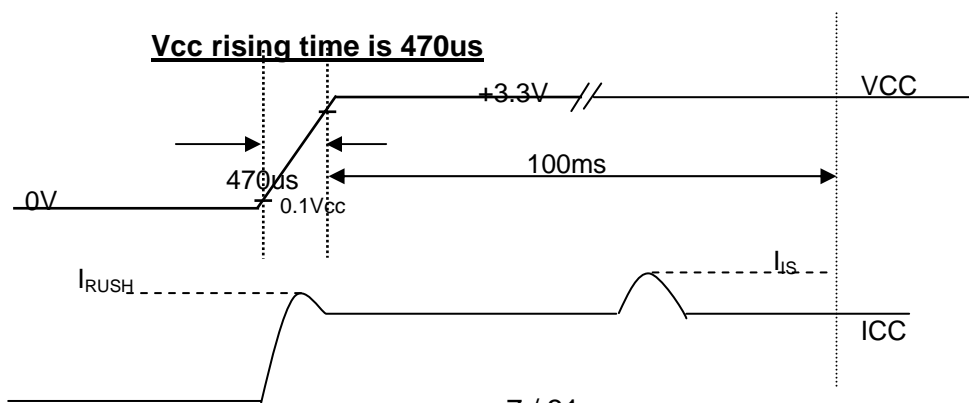 Vcc rising time is 470us
+3.3V
VCC
100ms
470us
0V
0.1Vcc
IRUSH
IIS
ICC